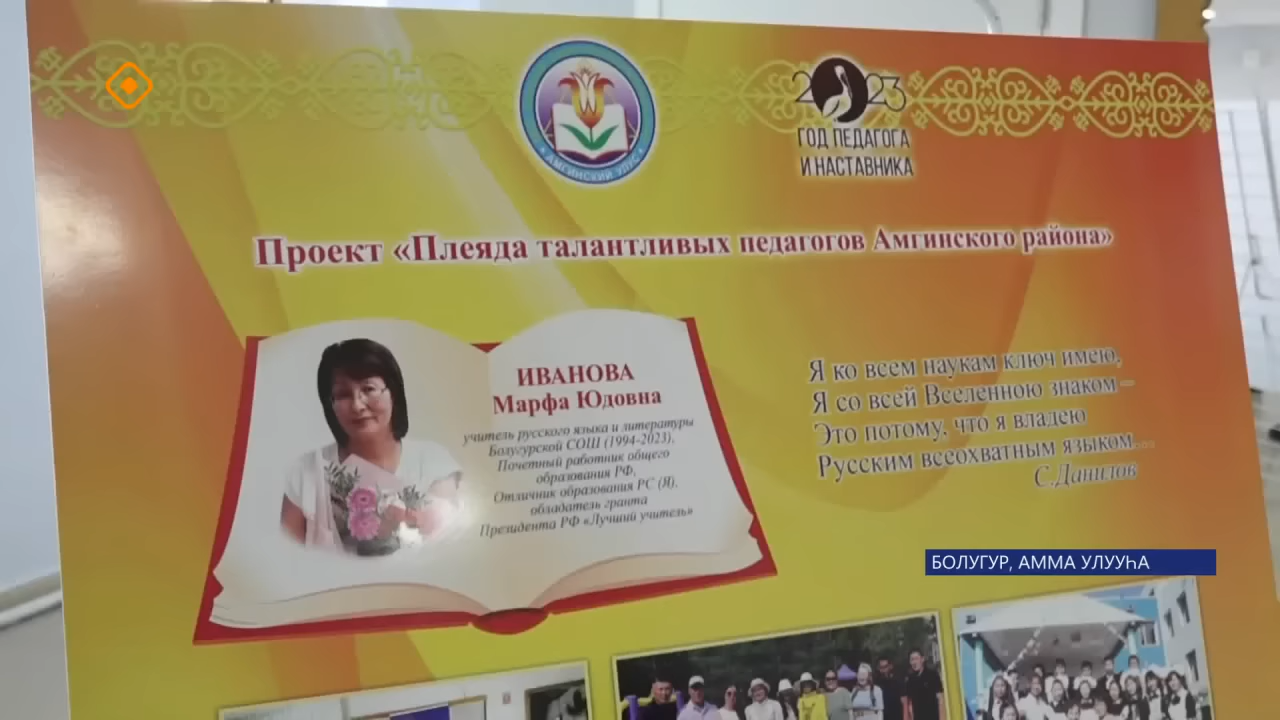 АМГИНСКИЙ УЛУС
2023
ГОД ПЕДАГОГА
И НАСТАВНИКА
Проект «Плеяда талантливых педагогов Амгинского района»
ИВАНОВА
Марфа Юдовна
учитель русского языка и литературы
Болугурской СОШ (1994-2023),
Почетный работник общего
образования РФ,
Отличник образования РС (Я),
обладатель гранта
Президента РФ «Лучший учитель»
Я ко всем наукам ключ имею,
Я со всей Вселенною знаком –
Это потому, что я владею
Русским всеохватным языком…
С.Данилов
БОЛУГУР, АММА УЛУУҺА